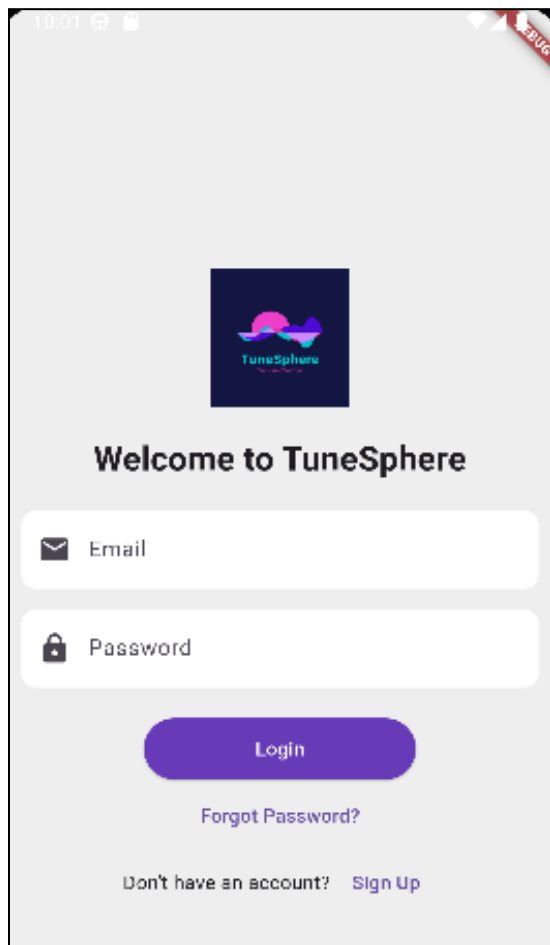 10:01
DEBUG
TuneSphere
Welcome to TuneSphere
Email
Password
Login
Forgot Password?
Don't have an account? Sign Up